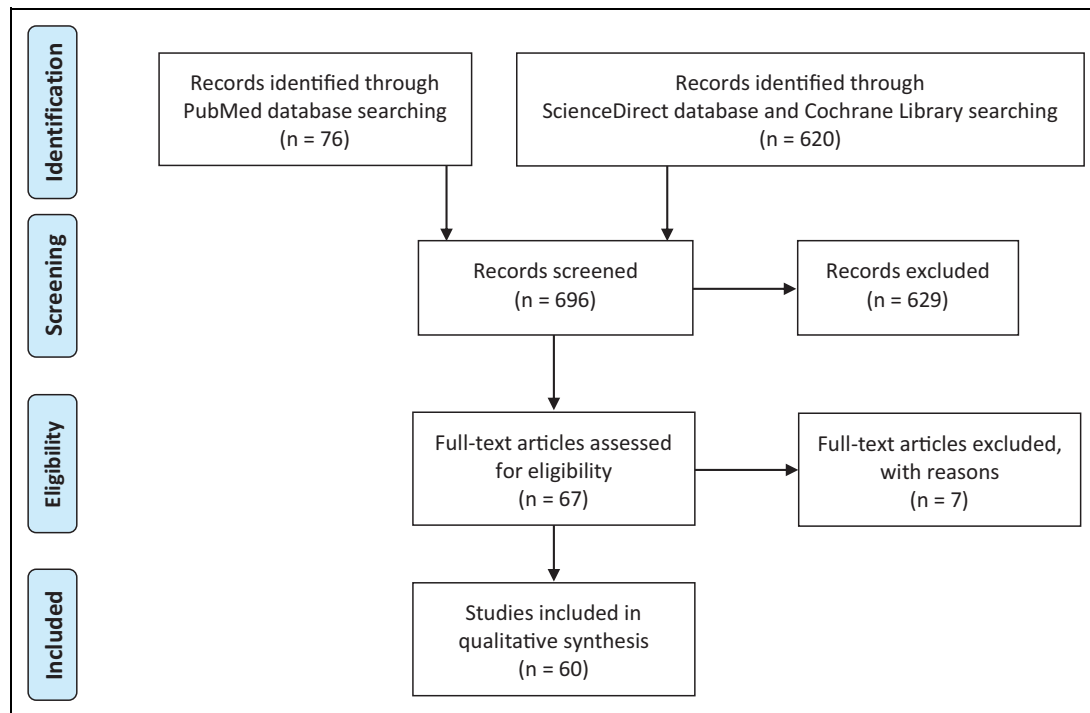 Identification
Records identified through
PubMed database searching
(n = 76)
Records identified through
ScienceDirect database and Cochrane Library searching
(n = 620)
Screening
Records screened
(n = 696)
Records excluded
(n = 629)
Eligibility
Full-text articles assessed
for eligibility
(n = 67)
Full-text articles excluded,
with reasons
(n = 7)
Included
Studies included in
qualitative synthesis
(n = 60)